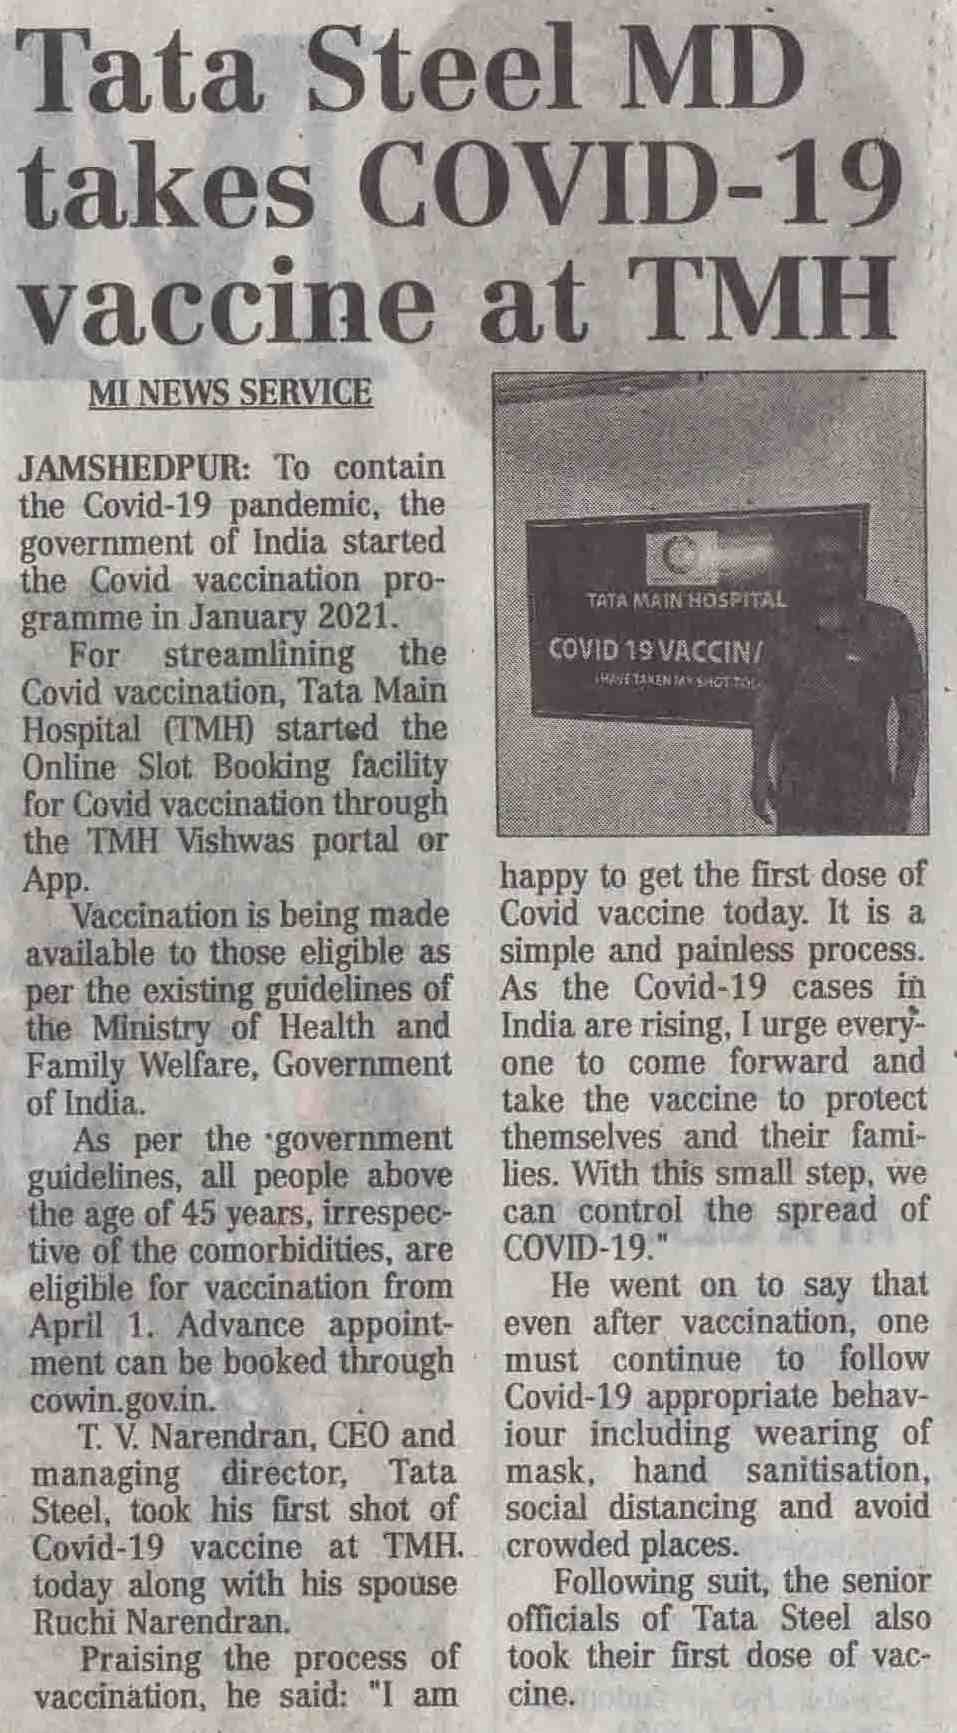 Tata Steel MD
takes COVID-19
vaccine at TMH
MI NEWS SERVICE
JAMSHEDPUR: To contain
the Covid-19 pandemic, the
government of India started
the Covid vaccination pro-
gramme in January 2021.
For streamlining the
Covid vaccination, Tata Main
Hospital (TMH) started the
Online Slot Booking facility
for Covid vaccination through
the TMH Vishwas portal or
App.
Vaccination is being made
available to those eligible as
per the existing guidelines of
the Ministry of Health and
Family Welfare, Government
of India.
As per the government
guidelines, all people above
the age of 45 years, irrespec-
tive of the comorbidities, are
eligible for vaccination from
April 1. Advance appoint-
ment can be booked through
cowin.gov.in.
T. V. Narendran, CEO and
managing director, Tata
Steel, took his first shot of
Covid-19 vaccine at TMH.
today along with his spouse
Ruchi Narendran.
Praising the process of
vaccination, he said: "I am
TATA MAIN HOSPITAL
COVID 19 VACCIN
I HAVE TAKEN MY SHOT
happy to get the first dose of
Covid vaccine today. It is a
simple and painless process.
As the Covid-19 cases in
India are rising, I urge every-
one to come forward and
take the vaccine to protect
themselves and their fami-
lies. With this small step, we
can control the spread of
COVID-19."
He went on to say that
even after vaccination, one
must continue to follow
Covid-19 appropriate behav-
iour including wearing of
mask, hand sanitisation,
social distancing and avoid
crowded places.
Following suit, the senior
officials of Tata Steel also
took their first dose of vac-
cine.